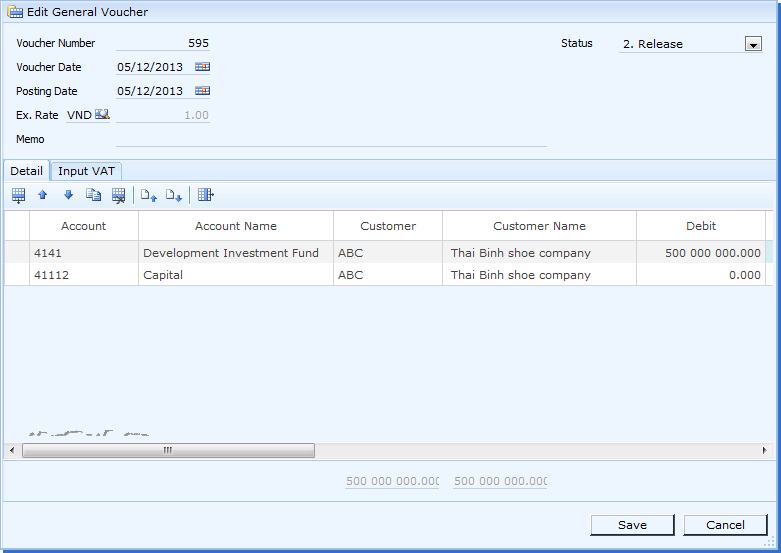 Edit General Voucher
Voucher Number 595 Status 2. Release
Voucher Date 05/12/2013
Posting Date 05/12/2013
Ex. Rate VND 1.00
Memo
Detail Input VAT
Account Account Name Customer Customer Name Debit
4141 Development Investment Fund ABC Thai Binh shoe company 500 000 000.000
41112 Capital ABC Thai Binh shoe company 0.000
500 000 000.000 500 000 000.000
Save Cancel